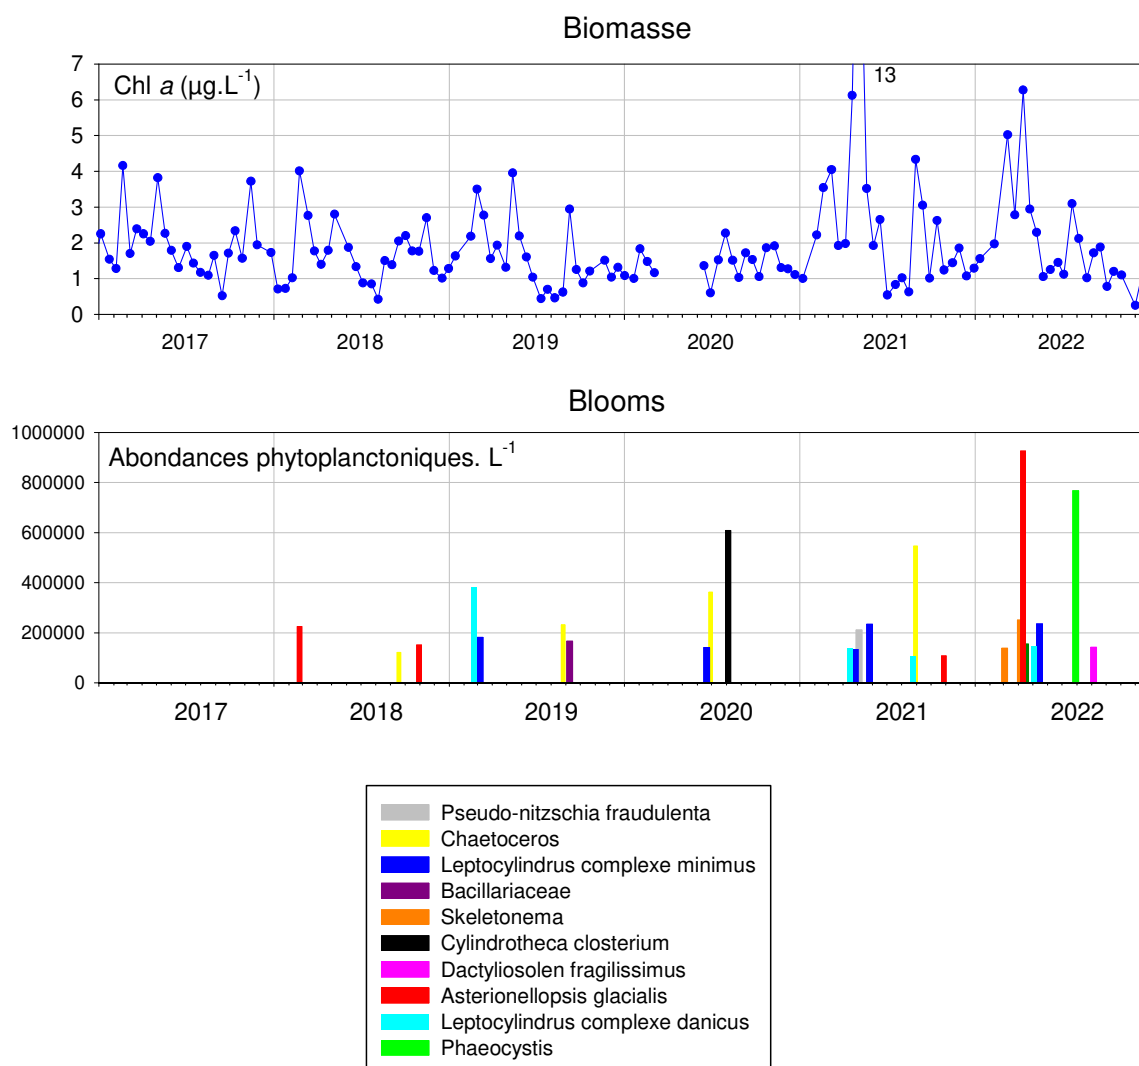 Biomasse
Chl a (µg.L-1)
13
7
6
5
4
3
2
1
0
2017 2018 2019 2020 2021 2022
Blooms
Abondances phytoplanctoniques. L-1
1000000
800000
600000
400000
200000
0
2017 2018 2019 2020 2021 2022
Pseudo-nitzschia fraudulenta
Chaetoceros
Leptocylindrus complexe minimus
Bacillariaceae
Skeletonema
Cylindrotheca closterium
Dactyliosolen fragilissimus
Asterionellopsis glacialis
Leptocylindrus complexe danicus
Phaeocystis